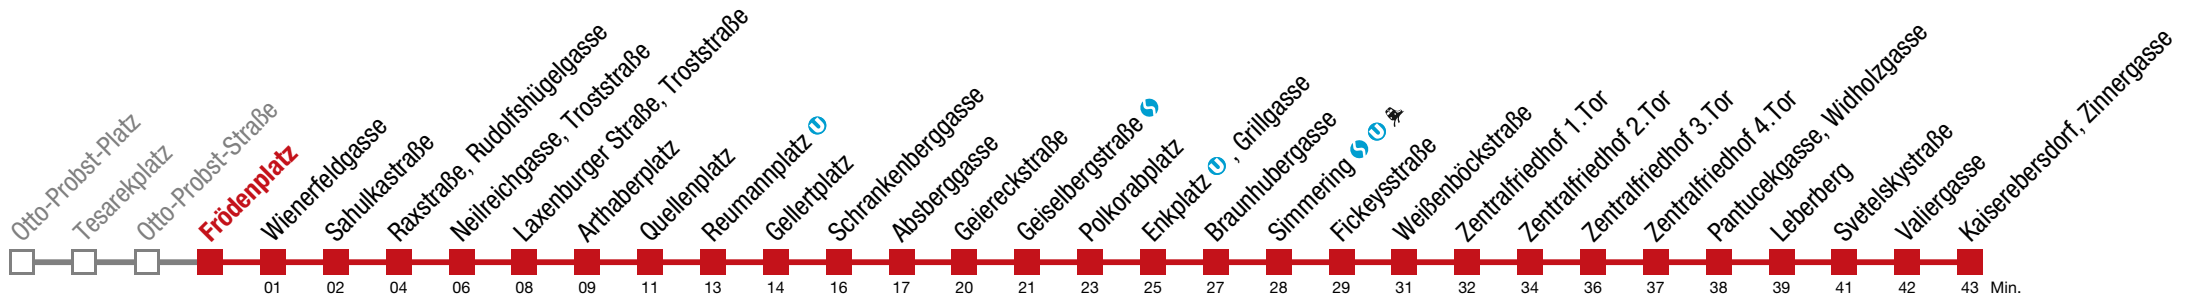 Otto-Probst-Platz
Tesarekplatz
Otto-Probst-Straße
Frödenplatz
Wienerfeldgasse
Sahulkastraße
Raxstraße, Rudolfshügelgasse
Neilreichgasse, Troststraße
Laxenburger Straße, Troststraße
Arthaberplatz
Quellenplatz
Reumannplatz U
Gellertplatz
Schrankenberggasse
Absberggasse
Geiereckstraße
Geiselbergstraße S
Polkorabplatz
Enkplatz U , Grillgasse
Braunhubergasse
Simmering S U
Fickeysstraße
Weißenböckstraße
Zentralfriedhof 1.Tor
Zentralfriedhof 2.Tor
Zentralfriedhof 3.Tor
Zentralfriedhof 4.Tor
Pantucekgasse, Widholzgasse
Leberberg
Svetelskystraße
Valiergasse
Kaiserebersdorf, Zinnergasse
01 02 04 06 08 09 11 13 14 16 17 20 21 23 25 27 28 29 31 32 34 36 37 38 39 41 42 43 Min.